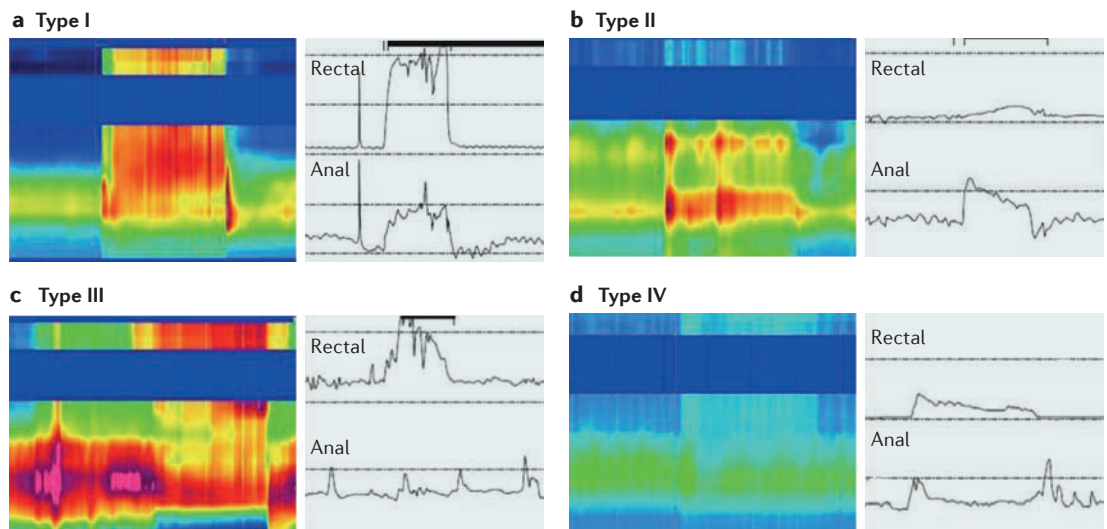 a Type I
Rectal
Anal
b Type II
Rectal
Anal
c Type III
Rectal
Anal
d Type IV
Rectal
Anal